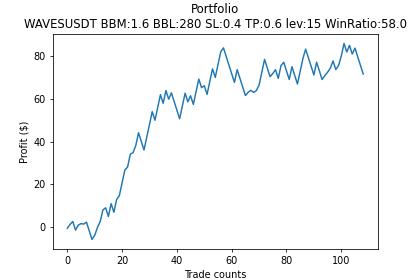 Portfolio
WAVESUSDT BBM:1.6 BBL:280 SL:0.4 TP:0.6 lev:15 WinRatio:58.0
Profit ($)
80
60
40
20
0
0 20 40 60 80 100
Trade counts